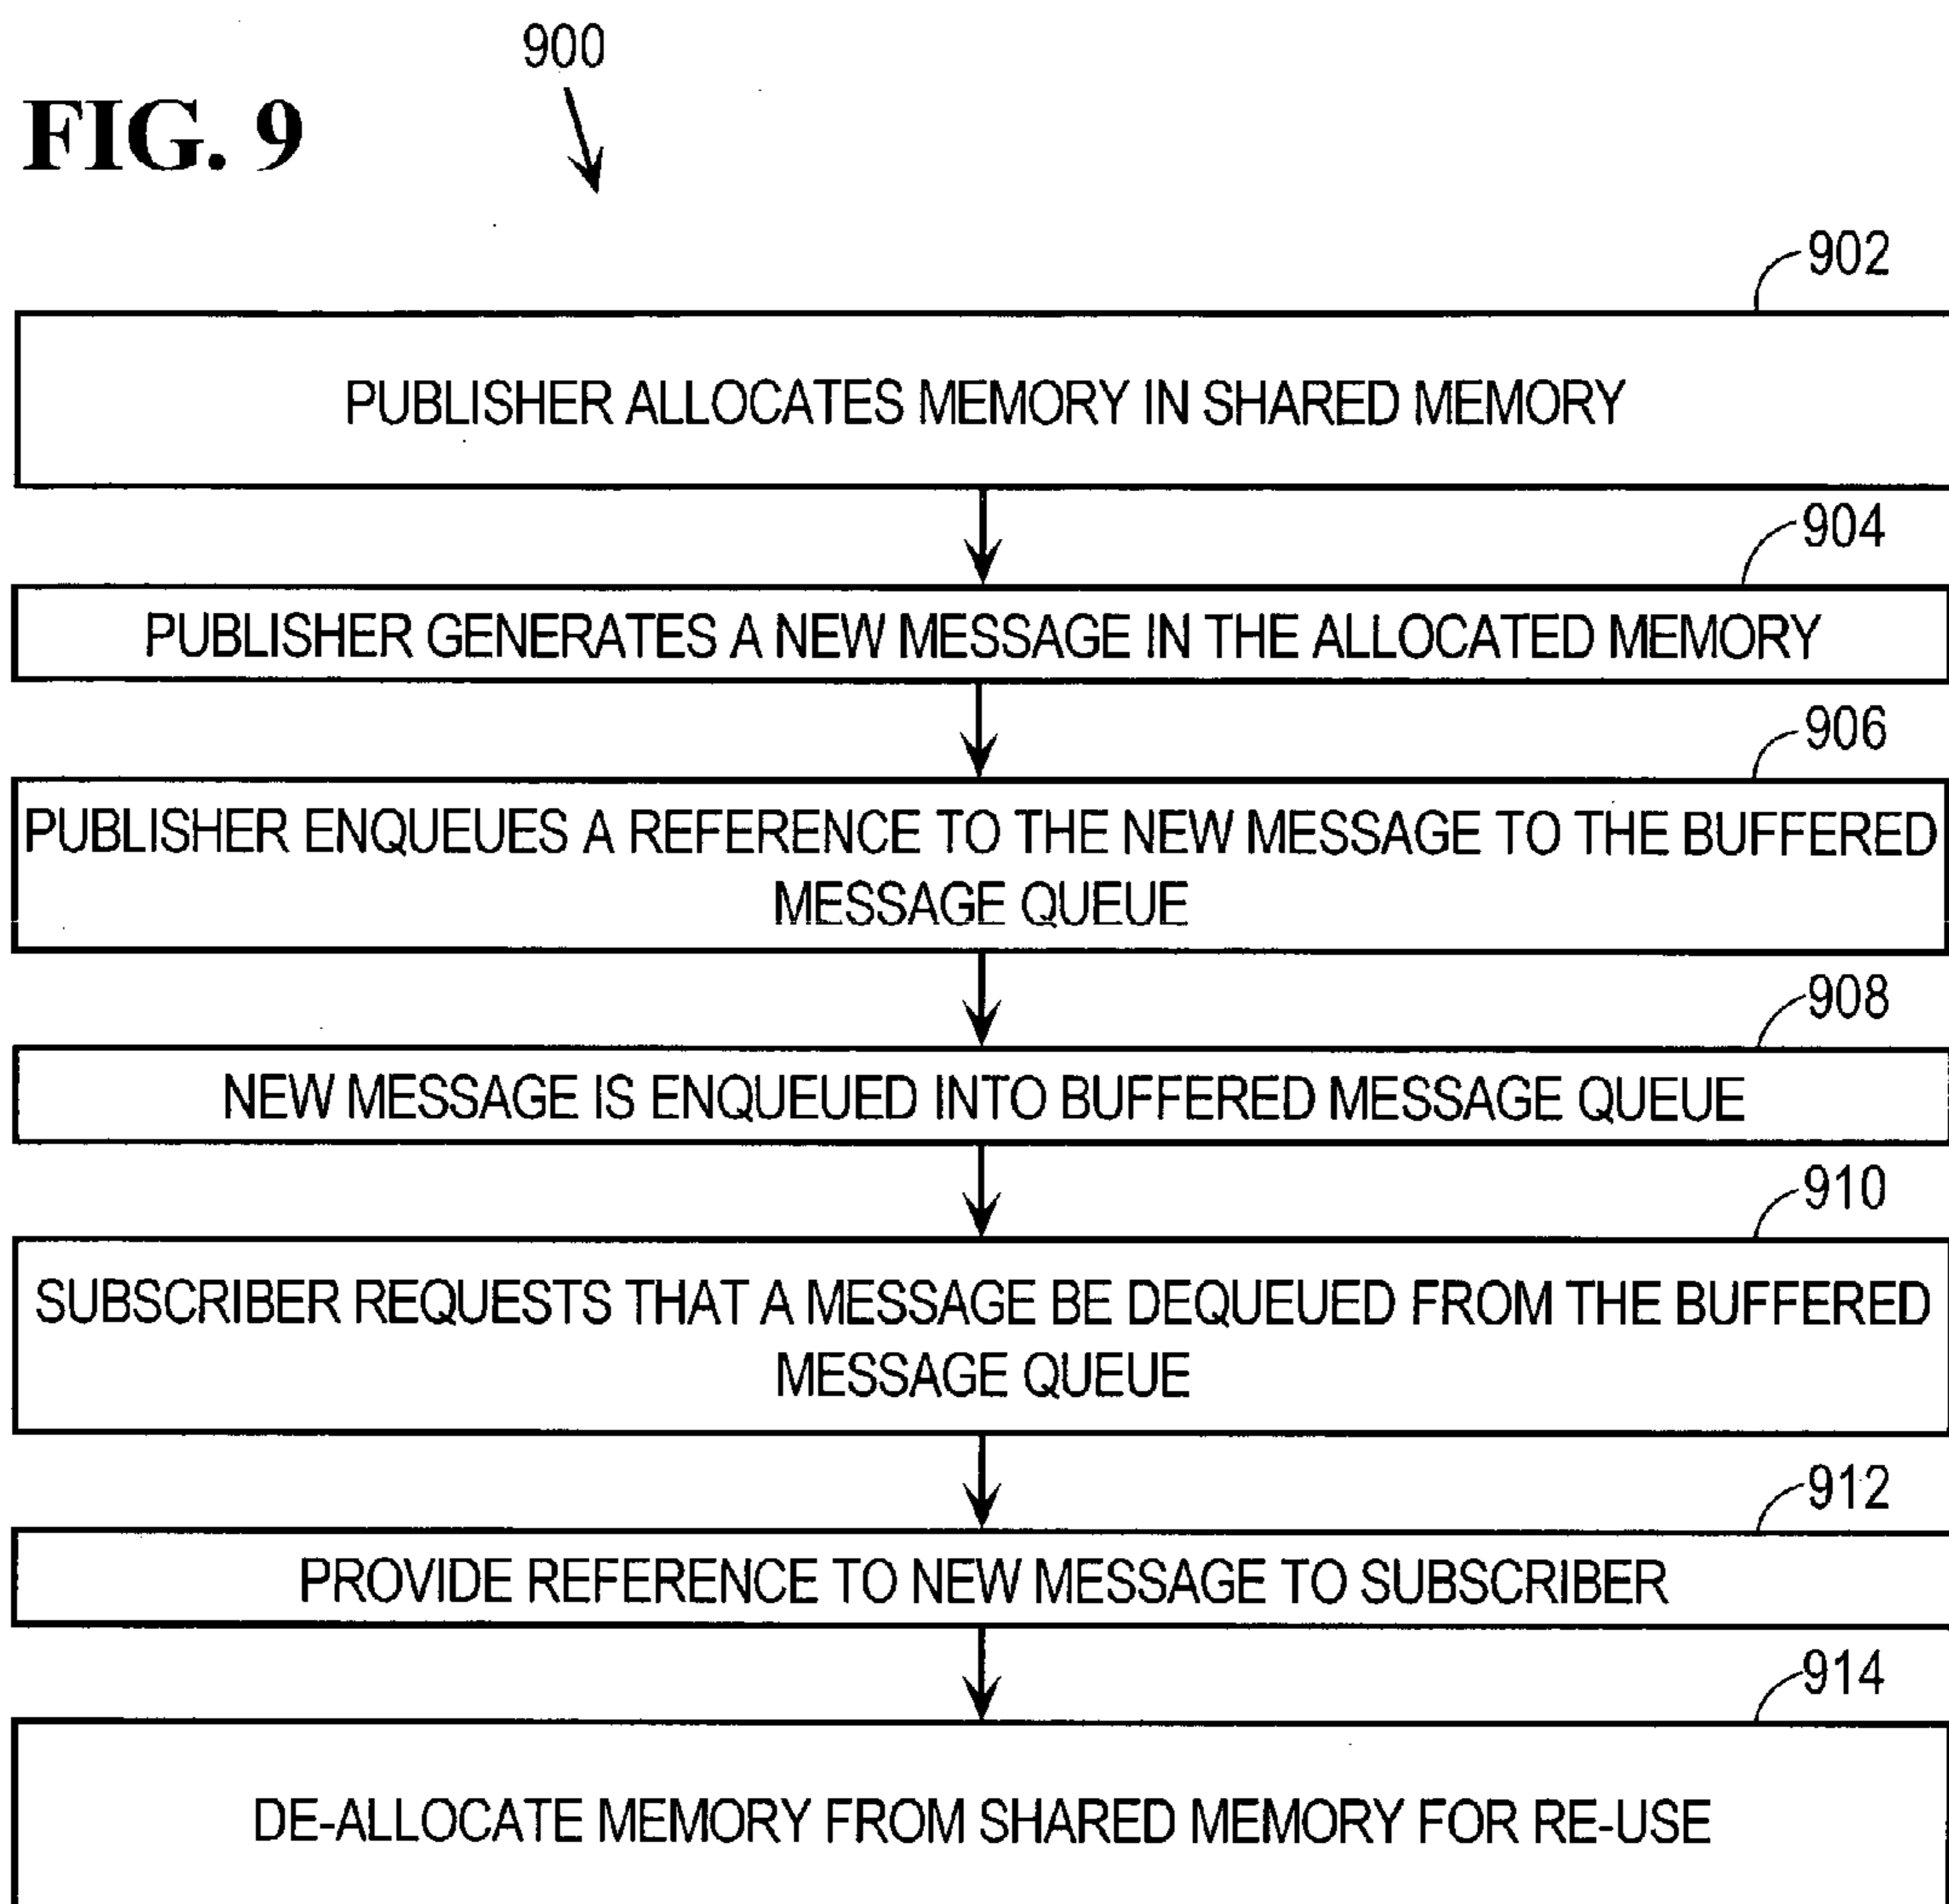 900
FIG. 9
902
PUBLISHER ALLOCATES MEMORY IN SHARED MEMORY
904
PUBLISHER GENERATES A NEW MESSAGE IN THE ALLOCATED MEMORY
906
PUBLISHER ENQUEUES A REFERENCE TO THE NEW MESSAGE TO THE BUFFERED
MESSAGE QUEUE
908
NEW MESSAGE IS ENQUEUED INTO BUFFERED MESSAGE QUEUE
910
SUBSCRIBER REQUESTS THAT A MESSAGE BE DEQUEUED FROM THE BUFFERED
MESSAGE QUEUE
912
PROVIDE REFERENCE TO NEW MESSAGE TO SUBSCRIBER
914
DE-ALLOCATE MEMORY FROM SHARED MEMORY FOR RE-USE